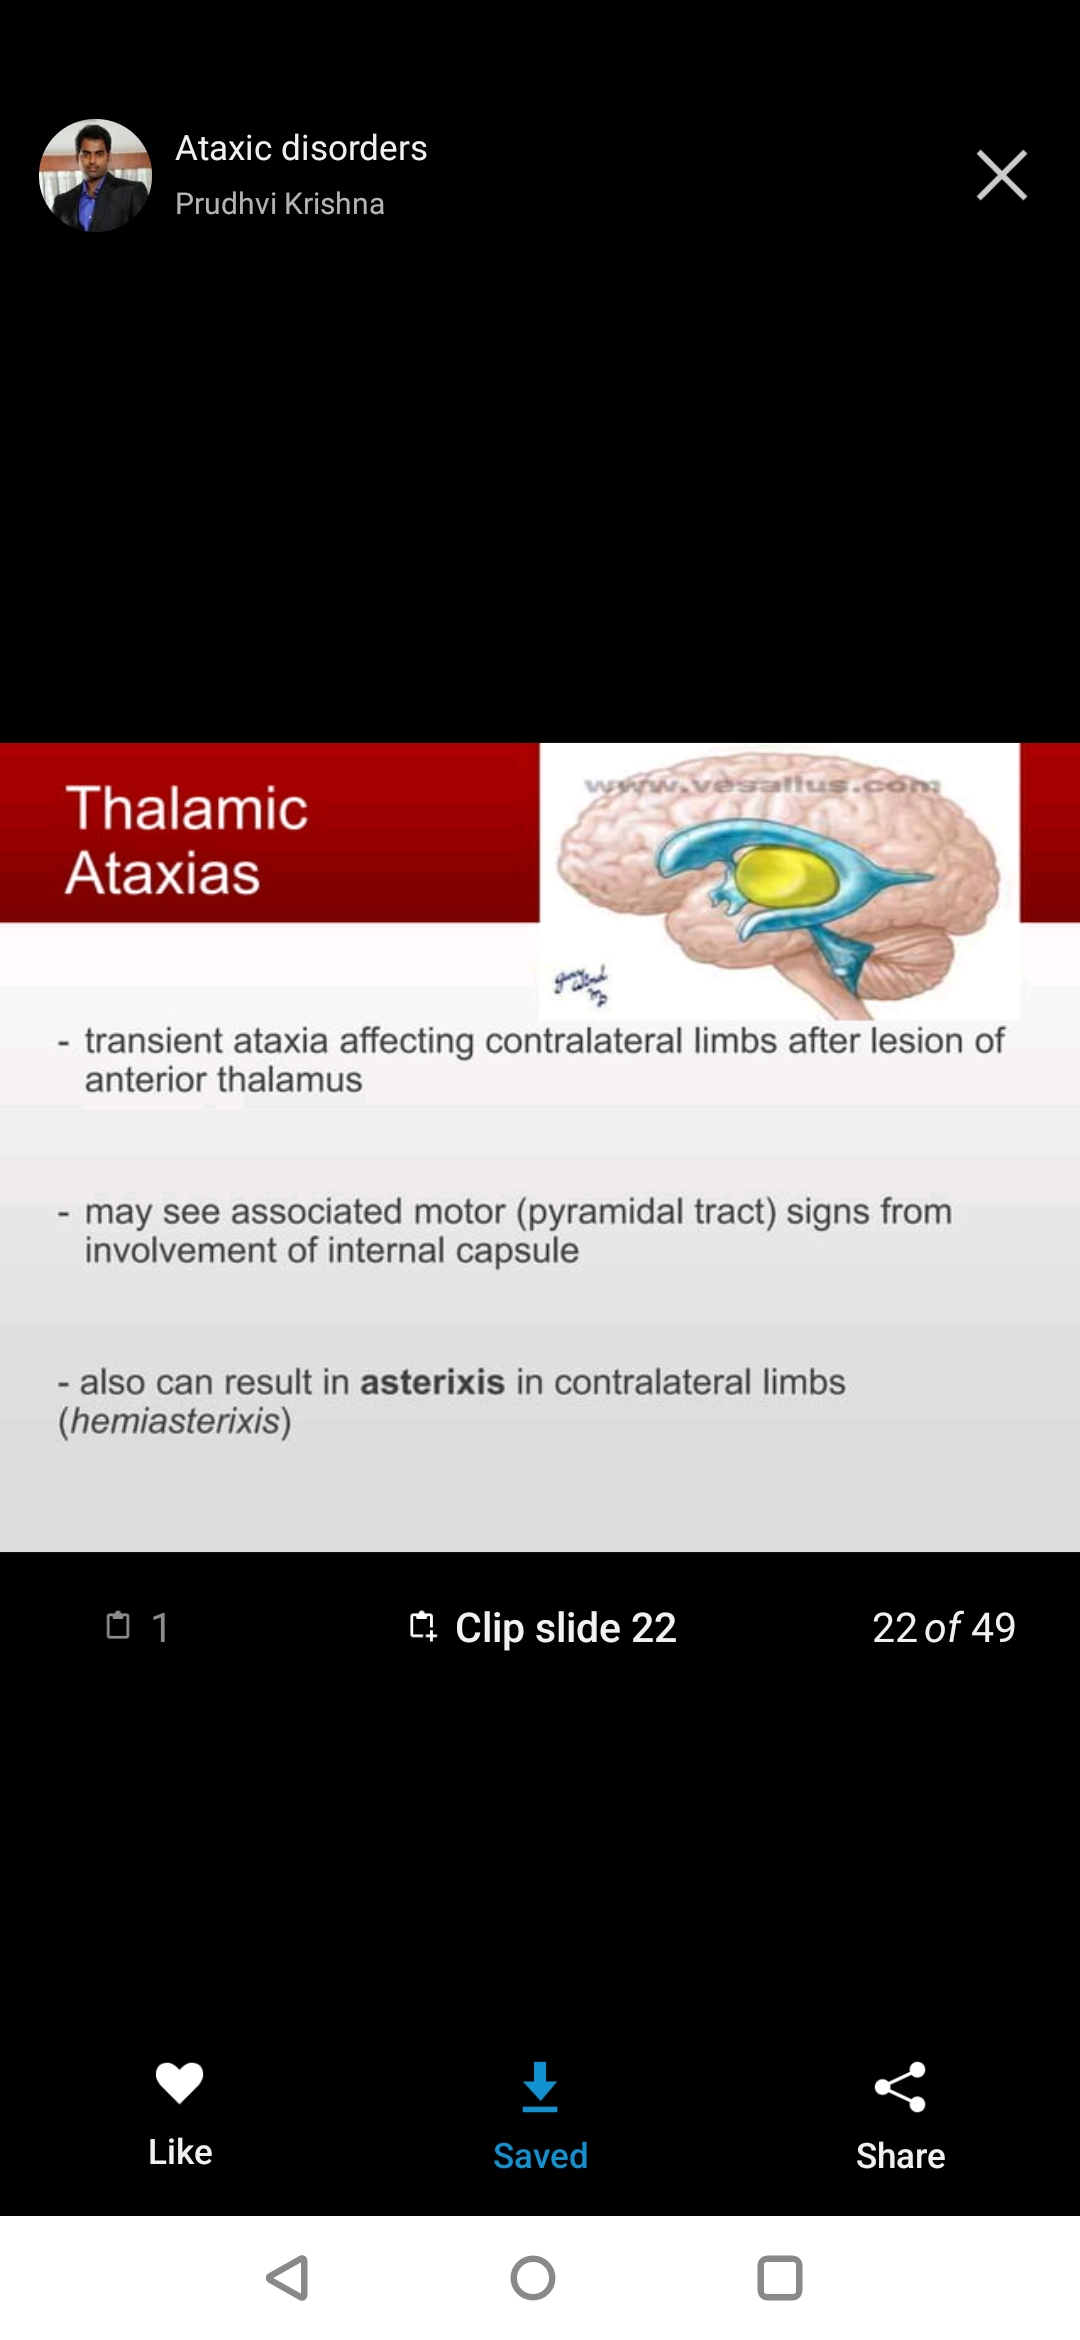 Ataxic disorders
Prudhvi Krishna
Thalamic
Ataxias
www.vesalius.com
- transient ataxia affecting contralateral limbs after lesion of
anterior thalamus
- may see associated motor (pyramidal tract) signs from
involvement of internal capsule
- also can result in asterixis in contralateral limbs
(hemiasterixis)
1
Clip slide 22
22 of 49
Like
Saved
Share